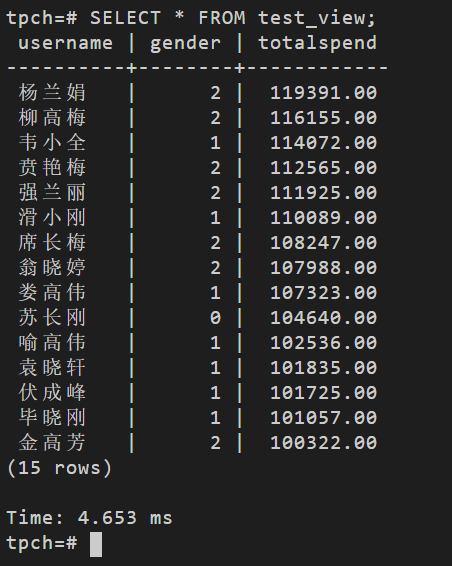 tpch=# SELECT * FROM test_view;
 username | gender | totalspend
----------+--------+------------
 杨兰娟   |      2 |  119391.00
 柳高梅   |      2 |  116155.00
 韦小全   |      1 |  114072.00
 贲艳梅   |      2 |  112565.00
 强兰丽   |      2 |  111925.00
 滑小刚   |      1 |  110089.00
 席长梅   |      2 |  108247.00
 翁晓婷   |      2 |  107988.00
 娄高伟   |      1 |  107323.00
 苏长刚   |      0 |  104640.00
 喻高伟   |      1 |  102536.00
 袁晓轩   |      1 |  101835.00
 伏成峰   |      1 |  101725.00
 毕晓刚   |      1 |  101057.00
 金高芳   |      2 |  100322.00
(15 rows)

Time: 4.653 ms
tpch=#